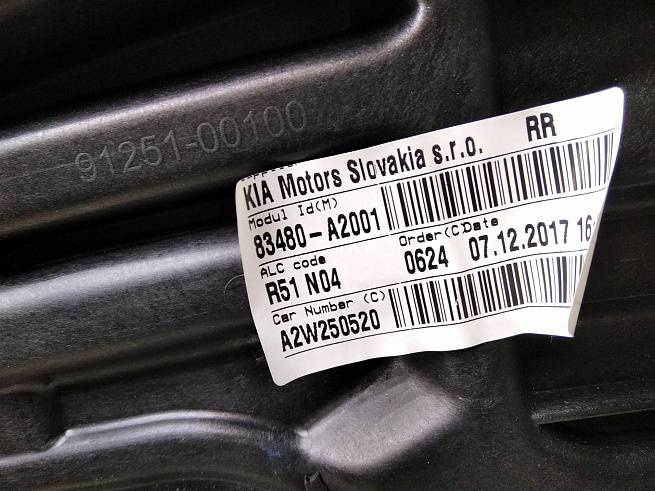 91251-00100
RR
KIA Motors Slovakia s.r.o.
Modul Id(M)
83480-A2001
ALC code Order(C)Date
R51 N04 0624 07.12.2017 16
Car Number (C)
A2W250520